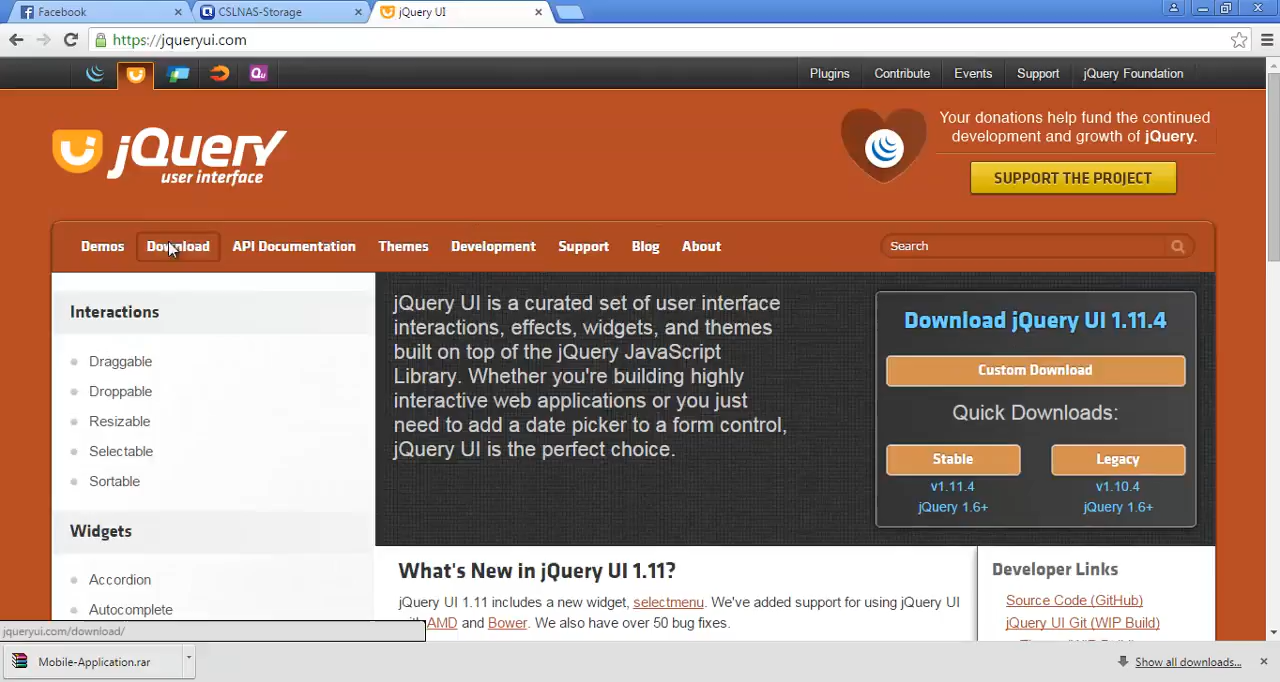 Facebook
CSLNAS-Storage
jQuery UI
https://jqueryui.com
Qu
Plugins
Contribute
Events
Support
jQuery Foundation
jQuery
user interface
Your donations help fund the continued
development and growth of jQuery.
SUPPORT THE PROJECT
Demos
Download
API Documentation
Themes
Development
Support
Blog
About
Search
Interactions
Draggable
Droppable
Resizable
Selectable
Sortable
Widgets
Accordion
Autocomplete
jQuery UI is a curated set of user interface
interactions, effects, widgets, and themes
built on top of the jQuery JavaScript
Library. Whether you're building highly
interactive web applications or you just
need to add a date picker to a form control,
jQuery UI is the perfect choice.
Download jQuery UI 1.11.4
Custom Download
Quick Downloads:
Stable
v1.11.4
jQuery 1.6+
Legacy
v1.10.4
jQuery 1.6+
What's New in jQuery UI 1.11?
jQuery UI 1.11 includes a new widget, selectmenu. We've added support for using jQuery UI
AMD and Bower. We also have over 50 bug fixes.
Developer Links
Source Code (GitHub)
jQuery UI Git (WIP Build)
jqueryui.com/download/
Mobile-Application.rar
Show all downloads...